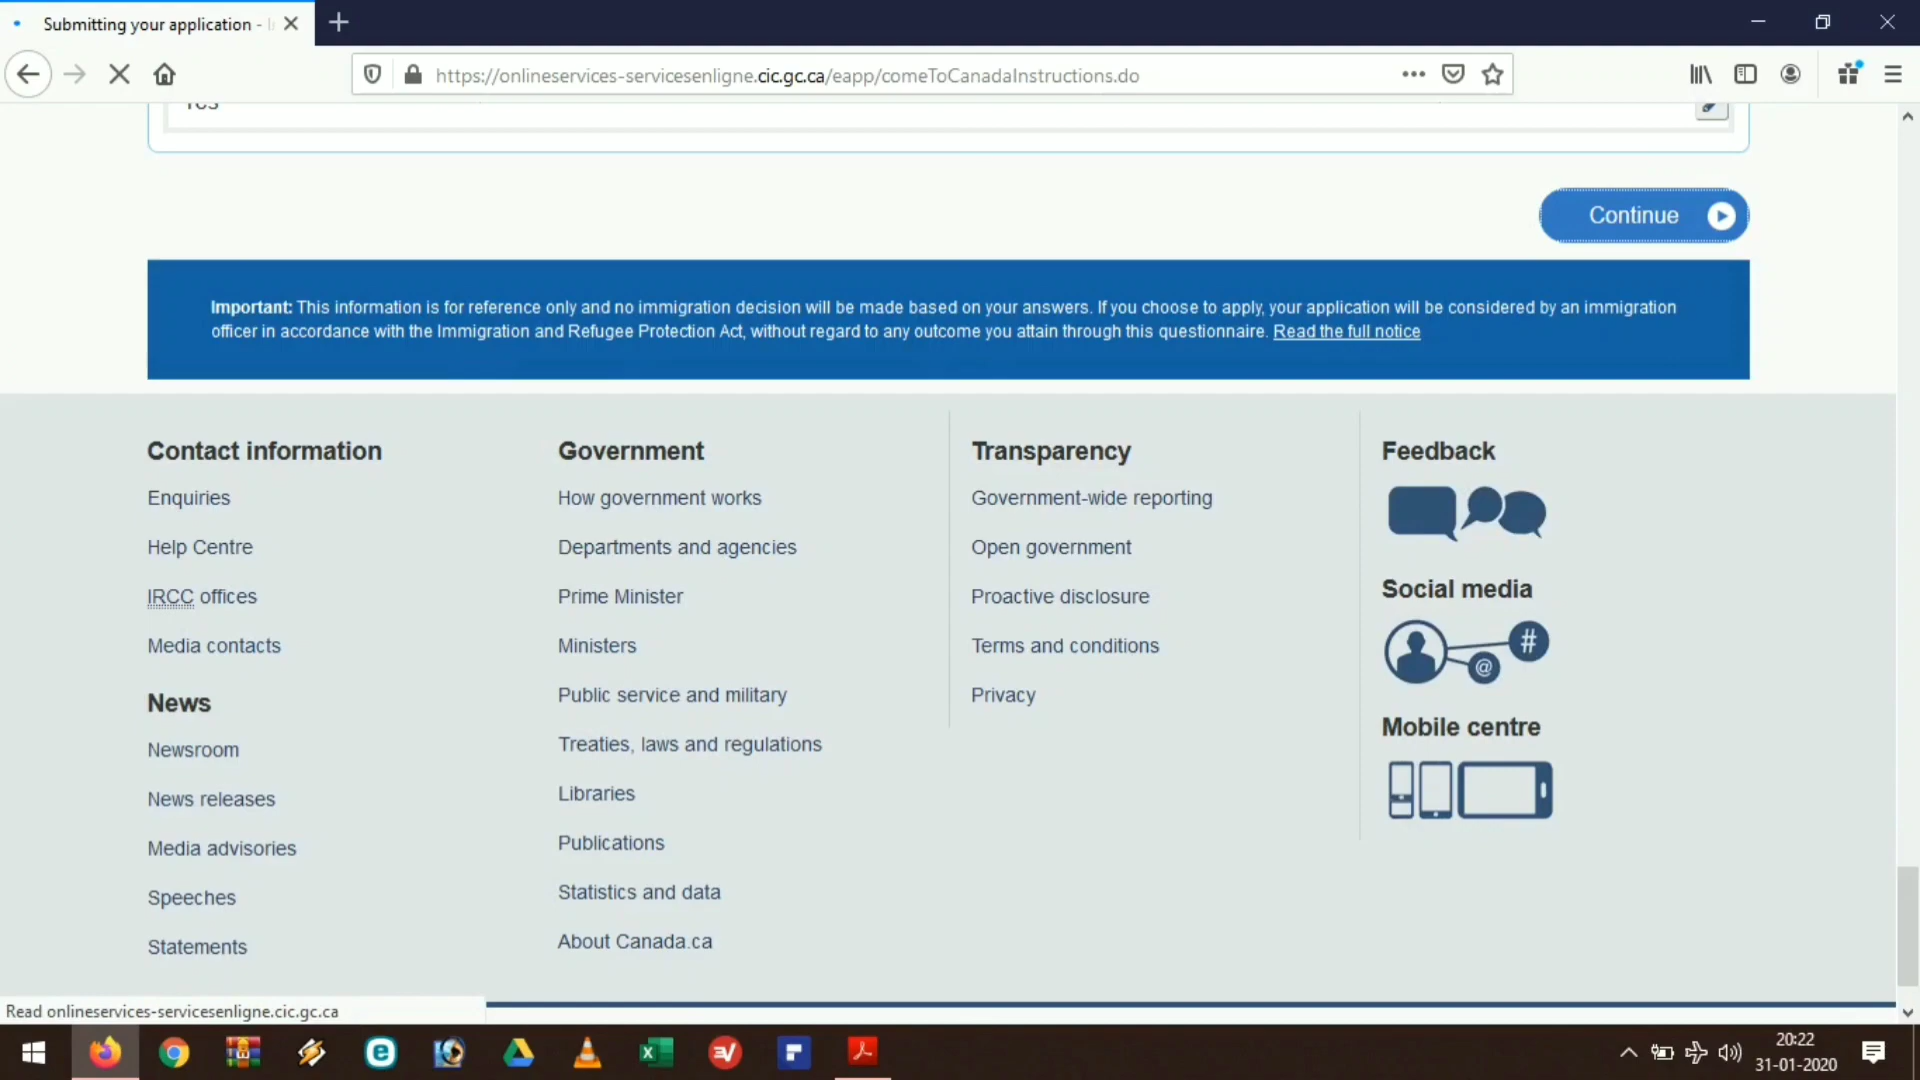 Submitting your application - I
https://onlineservices-servicesenligne.cic.gc.ca/eapp/comeToCanadaInstructions.do
Yes
Continue
Important: This information is for reference only and no immigration decision will be made based on your answers. If you choose to apply, your application will be considered by an immigration
officer in accordance with the Immigration and Refugee Protection Act, without regard to any outcome you attain through this questionnaire. Read the full notice
Contact information
Enquiries
Help Centre
IRCC offices
Media contacts
News
Newsroom
News releases
Media advisories
Speeches
Statements
Government
How government works
Departments and agencies
Prime Minister
Ministers
Public service and military
Treaties, laws and regulations
Libraries
Publications
Statistics and data
About Canada.ca
Transparency
Government-wide reporting
Open government
Proactive disclosure
Terms and conditions
Privacy
Feedback
Social media
#
@
Mobile centre
Read onlineservices-servicesenligne.cic.gc.ca
20:22
31-01-2020